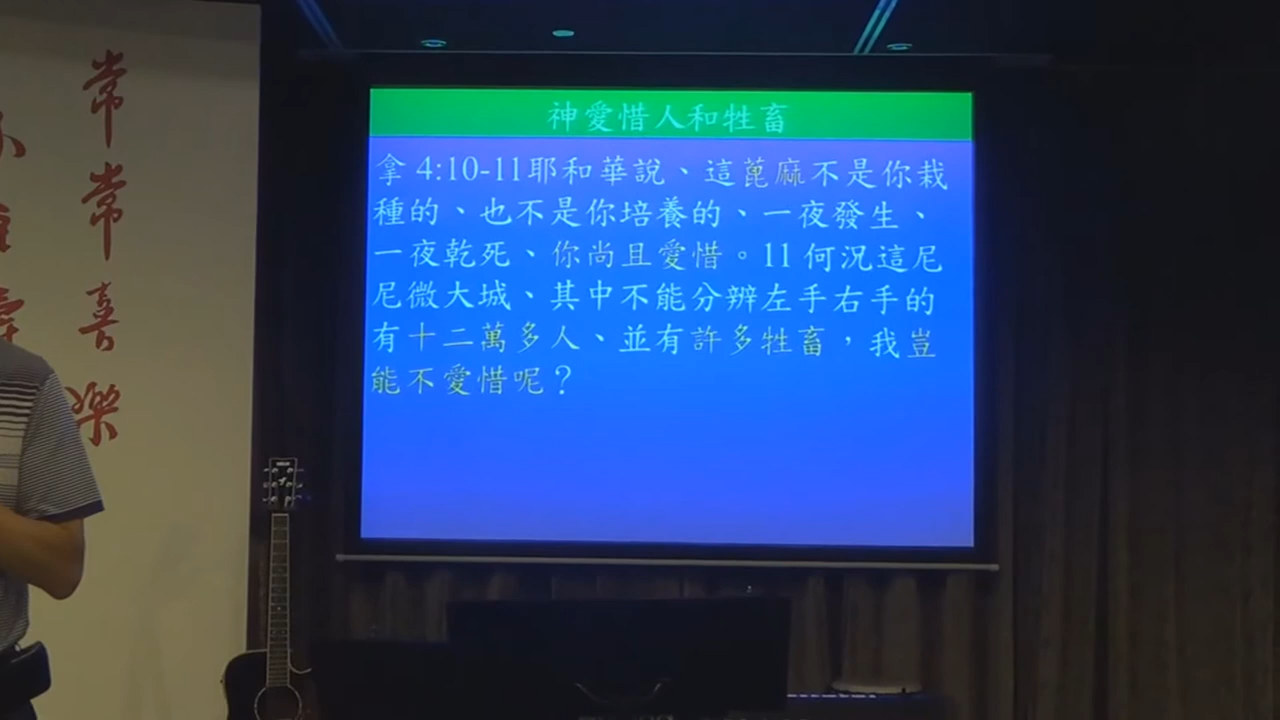 神愛惜人和牲畜
拿 4:10-11耶和華說、這蓖麻不是你栽
種的、也不是你培養的、一夜發生、
一夜乾死、你尚且愛惜。11 何況這尼
尼微大城、其中不能分辨左手右手的
有十二萬多人、並有許多牲畜，我豈
能不愛惜呢？
常常喜樂